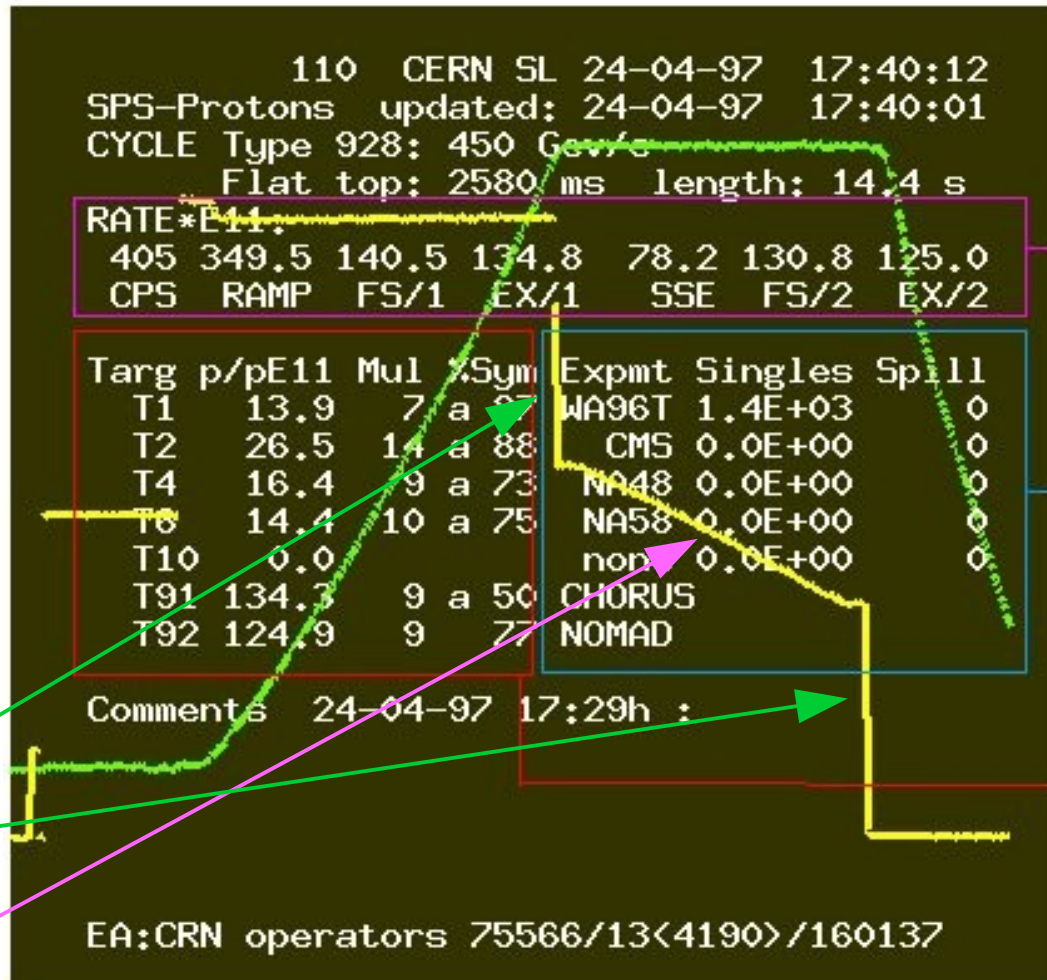 110 CERN SL 24-04-97 17:40:12
SPS-Protons updated: 24-04-97 17:40:01
CYCLE Type 928: 450 GeV/c
Flat top: 2580 ms length: 14.4 s
RATE*E11:
405 349.5 140.5 134.8 78.2 130.8 125.0
CPS RAMP FS/1 EX/1 SSE FS/2 EX/2
Targ p/pE11 Mul %Sym Expmt Singles Spill
T1 13.9 7 a WA96T 1.4E+03 0
T2 26.5 14 a 88 CMS 0.0E+00 0
T4 16.4 9 a 73 NA48 0.0E+00 0
T6 14.4 10 a 75 NA58 0.0E+00 0
T10 0.0 none 0.0E+00 0
T91 134.3 9 a 50 CHORUS
T92 124.9 9 77 NOMAD
Comments 24-04-97 17:29h :
EA:CRN operators 75566/13<4190>/160137